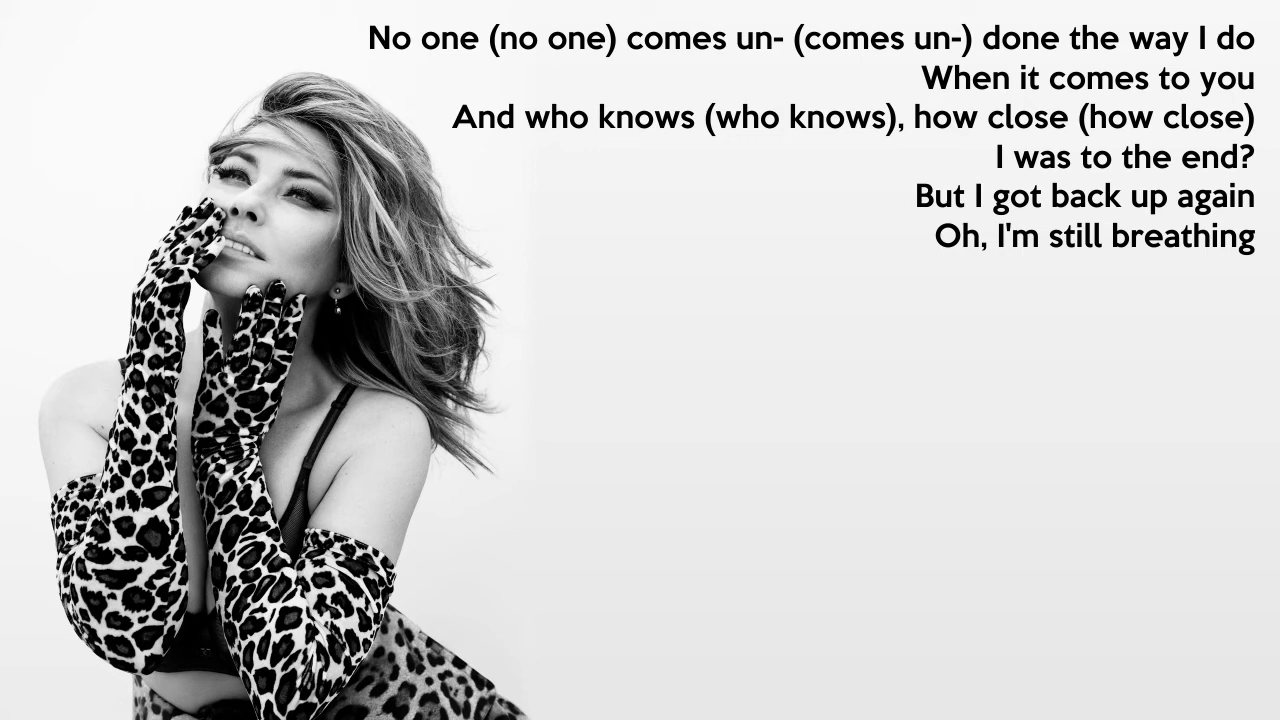 No one (no one) comes un- (comes un-) done the way I do
When it comes to you
And who knows (who knows), how close (how close)
I was to the end?
But I got back up again
Oh, I'm still breathing